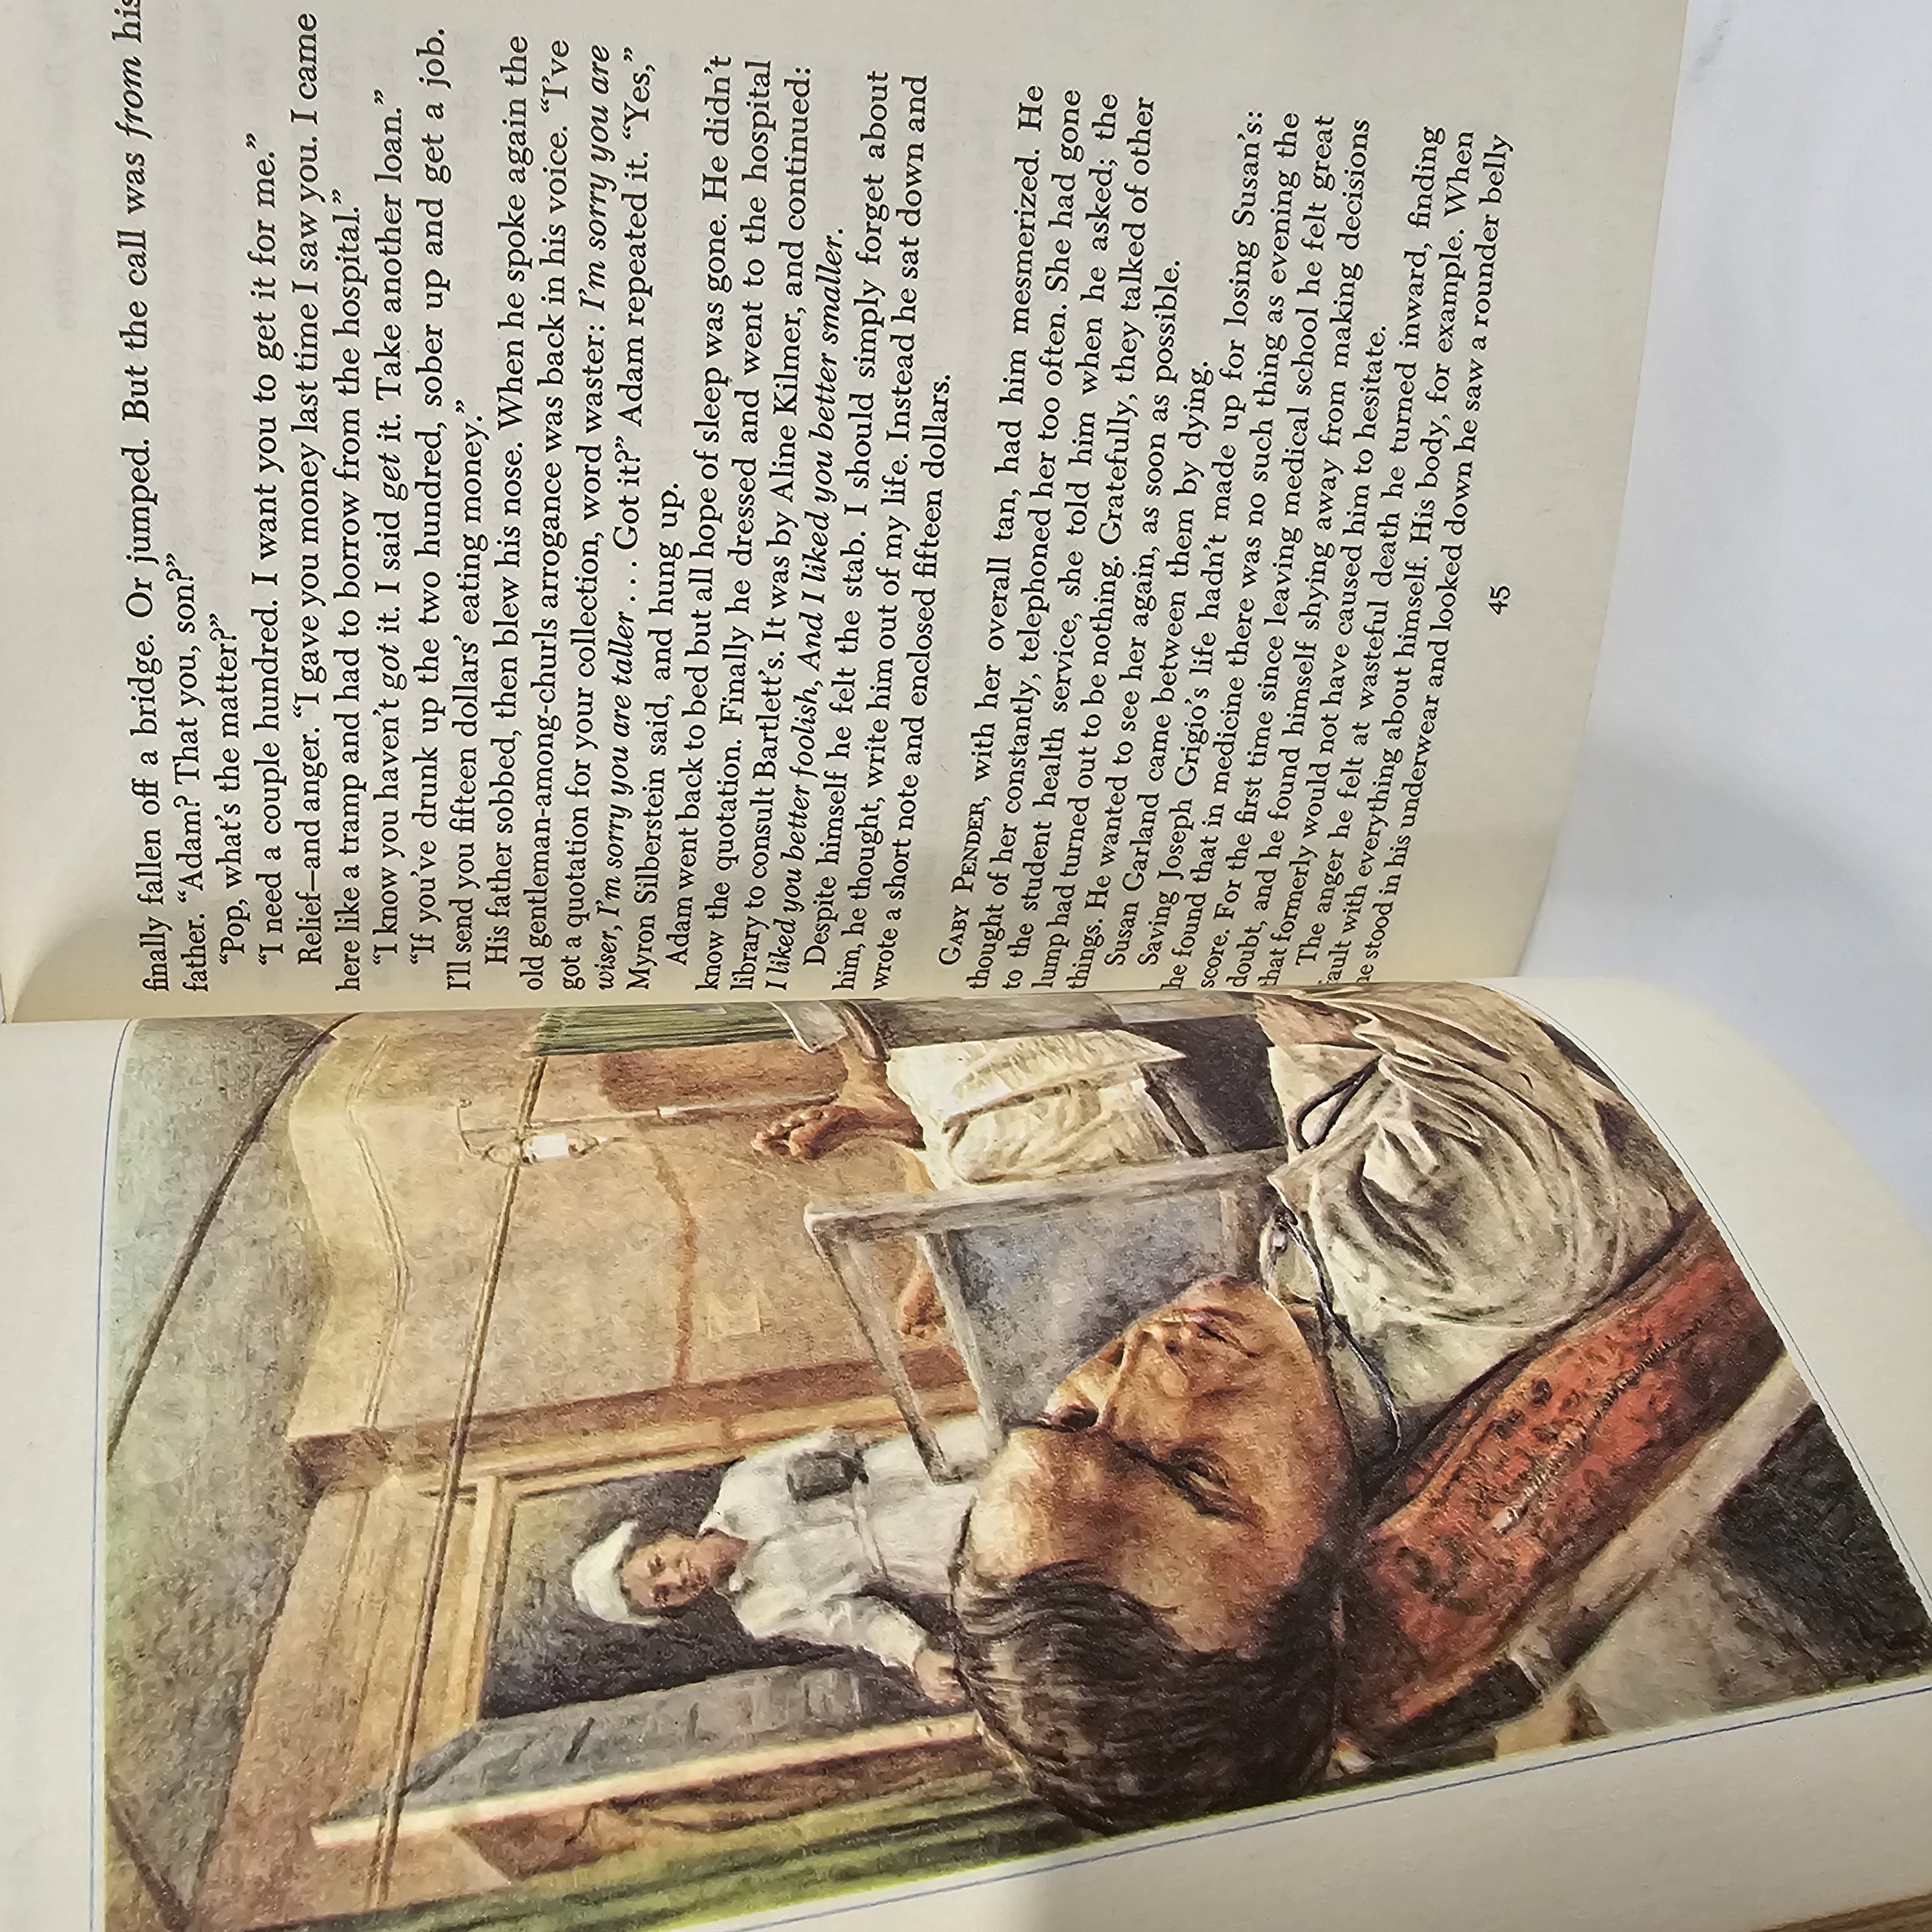 finally fallen off a bridge. Or jumped. But the call was from his
father. “Adam? That you, son?”
“Pop, what’s the matter?”
“I need a couple hundred. I want you to get it for me.”
Relief—and anger. “I gave you money last time I saw you. I came
here like a tramp and had to borrow from the hospital.”
“I know you haven’t got it. I said get it. Take another loan.”
“If you’ve drunk up the two hundred, sober up and get a job.
I’ll send you fifteen dollars’ eating money.”
His father sobbed, then blew his nose. When he spoke again the
old gentleman-among-churls arrogance was back in his voice. “I’ve
got a quotation for your collection, word waster: I’m sorry you are
wiser, I’m sorry you are taller . . . Got it?” Adam repeated it. “Yes,”
Myron Silberstein said, and hung up.
Adam went back to bed but all hope of sleep was gone. He didn’t
know the quotation. Finally he dressed and went to the hospital
library to consult Bartlett’s. It was by Aline Kilmer, and continued:
I liked you better foolish, And I liked you better smaller.
Despite himself he felt the stab. I should simply forget about
him, he thought, write him out of my life. Instead he sat down and
wrote a short note and enclosed fifteen dollars.
GABY PENDER, with her overall tan, had him mesmerized. He
thought of her constantly, telephoned her too often. She had gone
to the student health service, she told him when he asked; the
lump had turned out to be nothing. Gratefully, they talked of other
things. He wanted to see her again, as soon as possible.
Susan Garland came between them by dying.
Saving Joseph Grigio’s life hadn’t made up for losing Susan’s:
he found that in medicine there was no such thing as evening the
score. For the first time since leaving medical school he felt great
doubt, and he found himself shying away from making decisions
that formerly would not have caused him to hesitate.
The anger he felt at wasteful death he turned inward, finding
fault with everything about himself. His body, for example. When
he stood in his underwear and looked down he saw a rounder belly
45